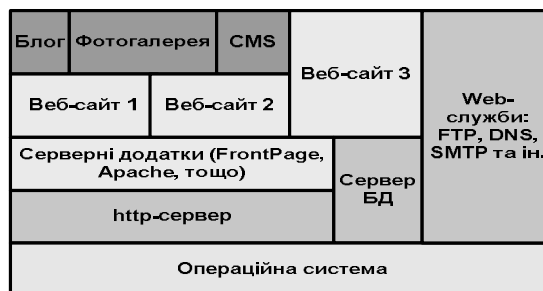 Блог
Фотогалерея
CMS
Веб-сайт 3
Веб-сайт 1
Веб-сайт 2
Web-
служби:
FTP, DNS,
SMTP та ін.
Серверні додатки (FrontPage,
Apache, тощо)
Сервер
БД
http-сервер
Операційна система